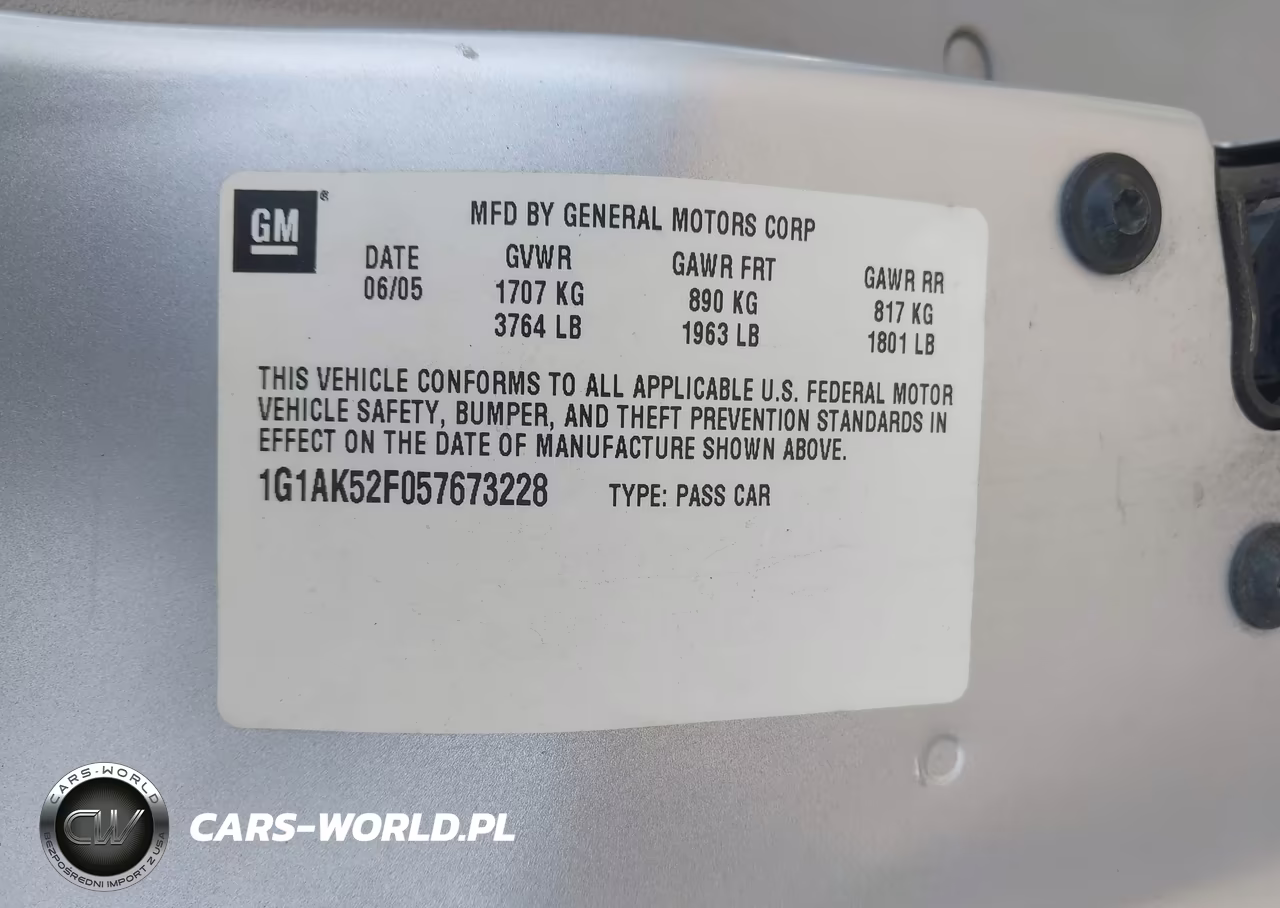 GM®
MFD BY GENERAL MOTORS CORP
DATE GVWR GAWR FRT GAWR RR
06/05 1707 KG 890 KG 817 KG
3764 LB 1963 LB 1801 LB
THIS VEHICLE CONFORMS TO ALL APPLICABLE U.S. FEDERAL MOTOR
VEHICLE SAFETY, BUMPER, AND THEFT PREVENTION STANDARDS IN
EFFECT ON THE DATE OF MANUFACTURE SHOWN ABOVE.
1G1AK52F057673228 TYPE: PASS CAR
CARS-WORLD
CW
BEZPOŚREDNI IMPORT Z USA
CARS-WORLD.PL